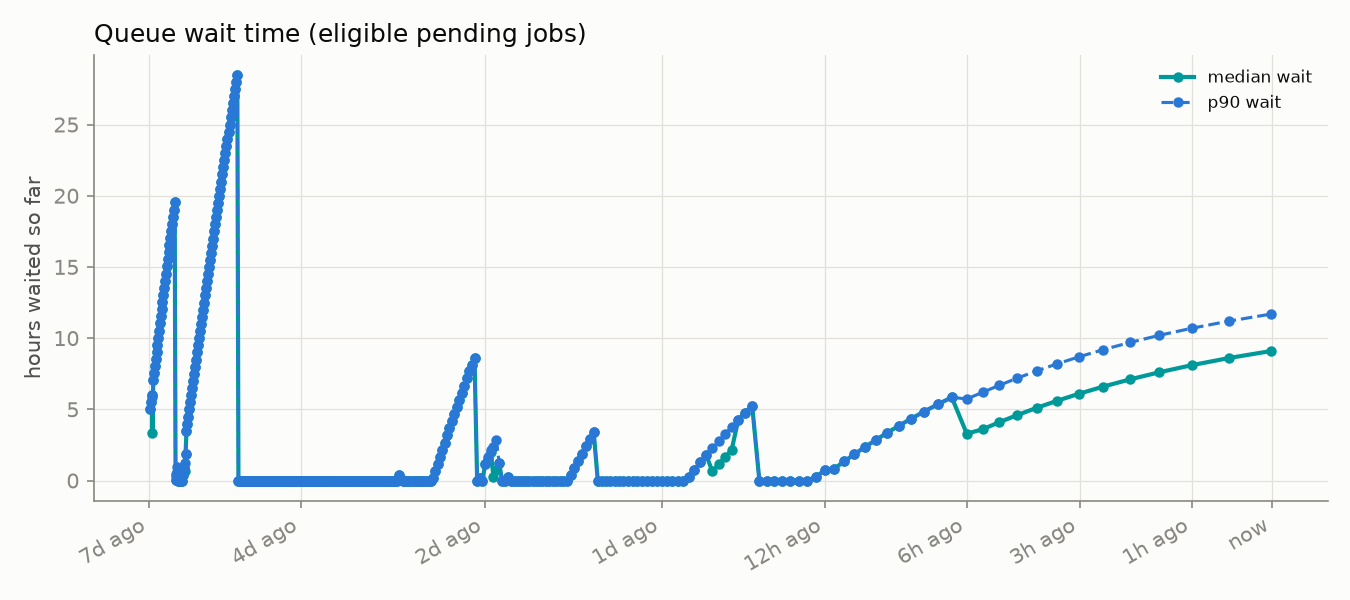 Queue wait time (eligible pending jobs)
median wait
p90 wait
hours waited so far
25
20
15
10
5
0
7d ago
4d ago
2d ago
1d ago
12h ago
6h ago
3h ago
1h ago
now